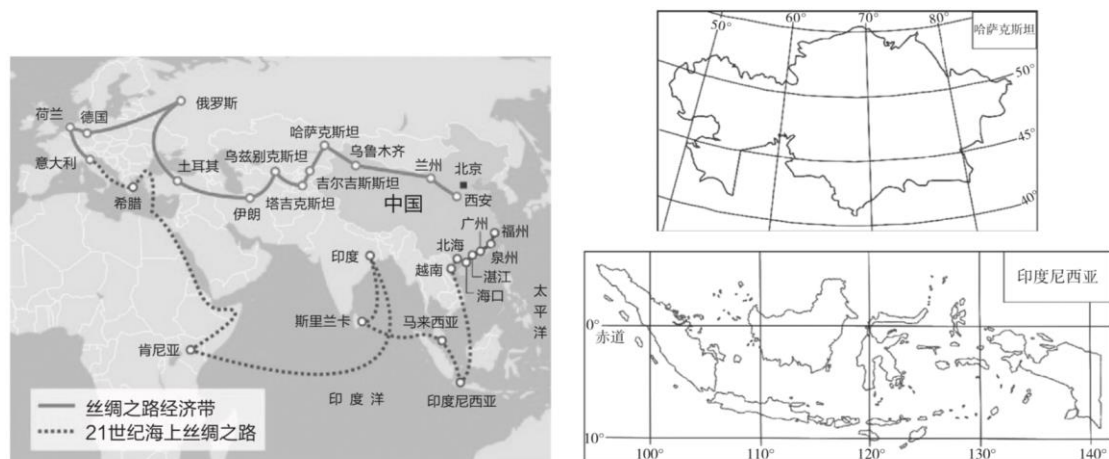 荷兰
德国
俄罗斯
意大利
希腊
土耳其
乌兹别克斯坦
哈萨克斯坦
乌鲁木齐
兰州
北京
西安
吉尔吉斯斯坦
塔吉克斯坦
伊朗
中国
广州
福州
北海
泉州
印度
越南
湛江
海口
太平洋
斯里兰卡
马来西亚
肯尼亚
印度洋
印度尼西亚
丝绸之路经济带
21世纪海上丝绸之路
50° 60° 70° 80°
哈萨克斯坦
50°
45°
40°
印度尼西亚
0°
赤道
10°
100° 110° 120° 130° 140°